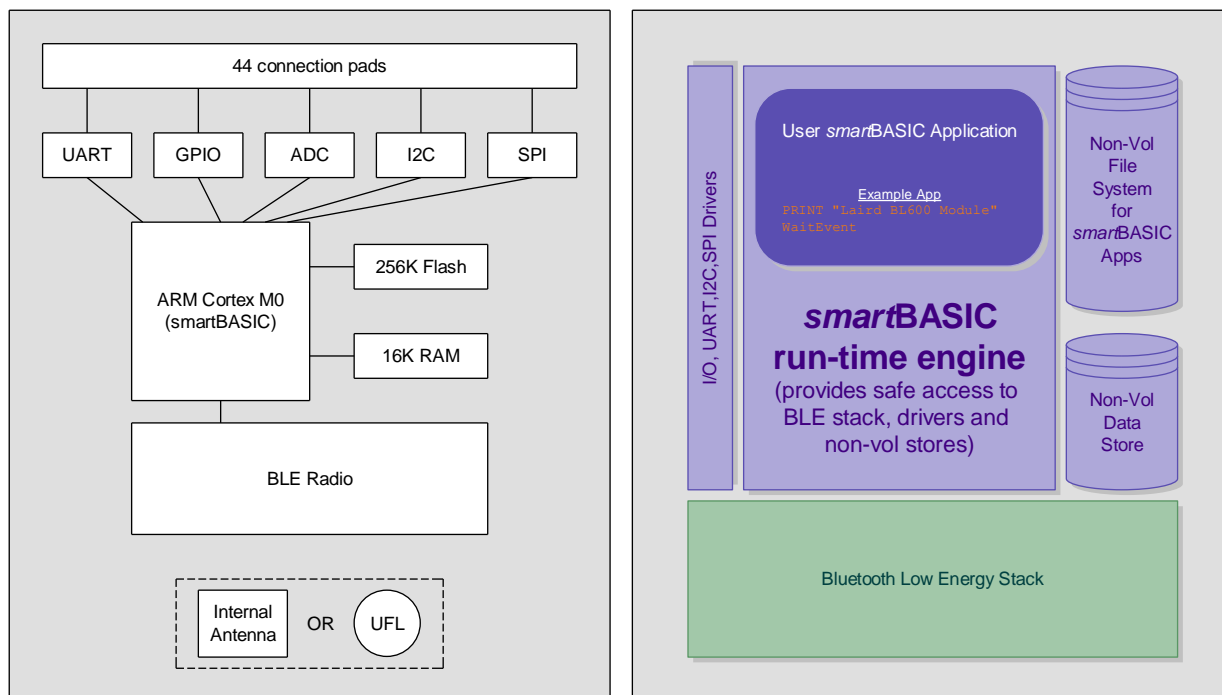 44 connection pads
UART
GPIO
ADC
I2C
SPI
ARM Cortex M0
(smartBASIC)
256K Flash
16K RAM
BLE Radio
Internal
Antenna
OR
UFL
I/O, UART,I2C,SPI Drivers
User smartBASIC Application
Example App
PRINT "Laird BL600 Module"
WaitEvent
smartBASIC
run-time engine
(provides safe access to
BLE stack, drivers and
non-vol stores)
Non-Vol
File
System
for
smartBASIC
Apps
Non-Vol
Data
Store
Bluetooth Low Energy Stack